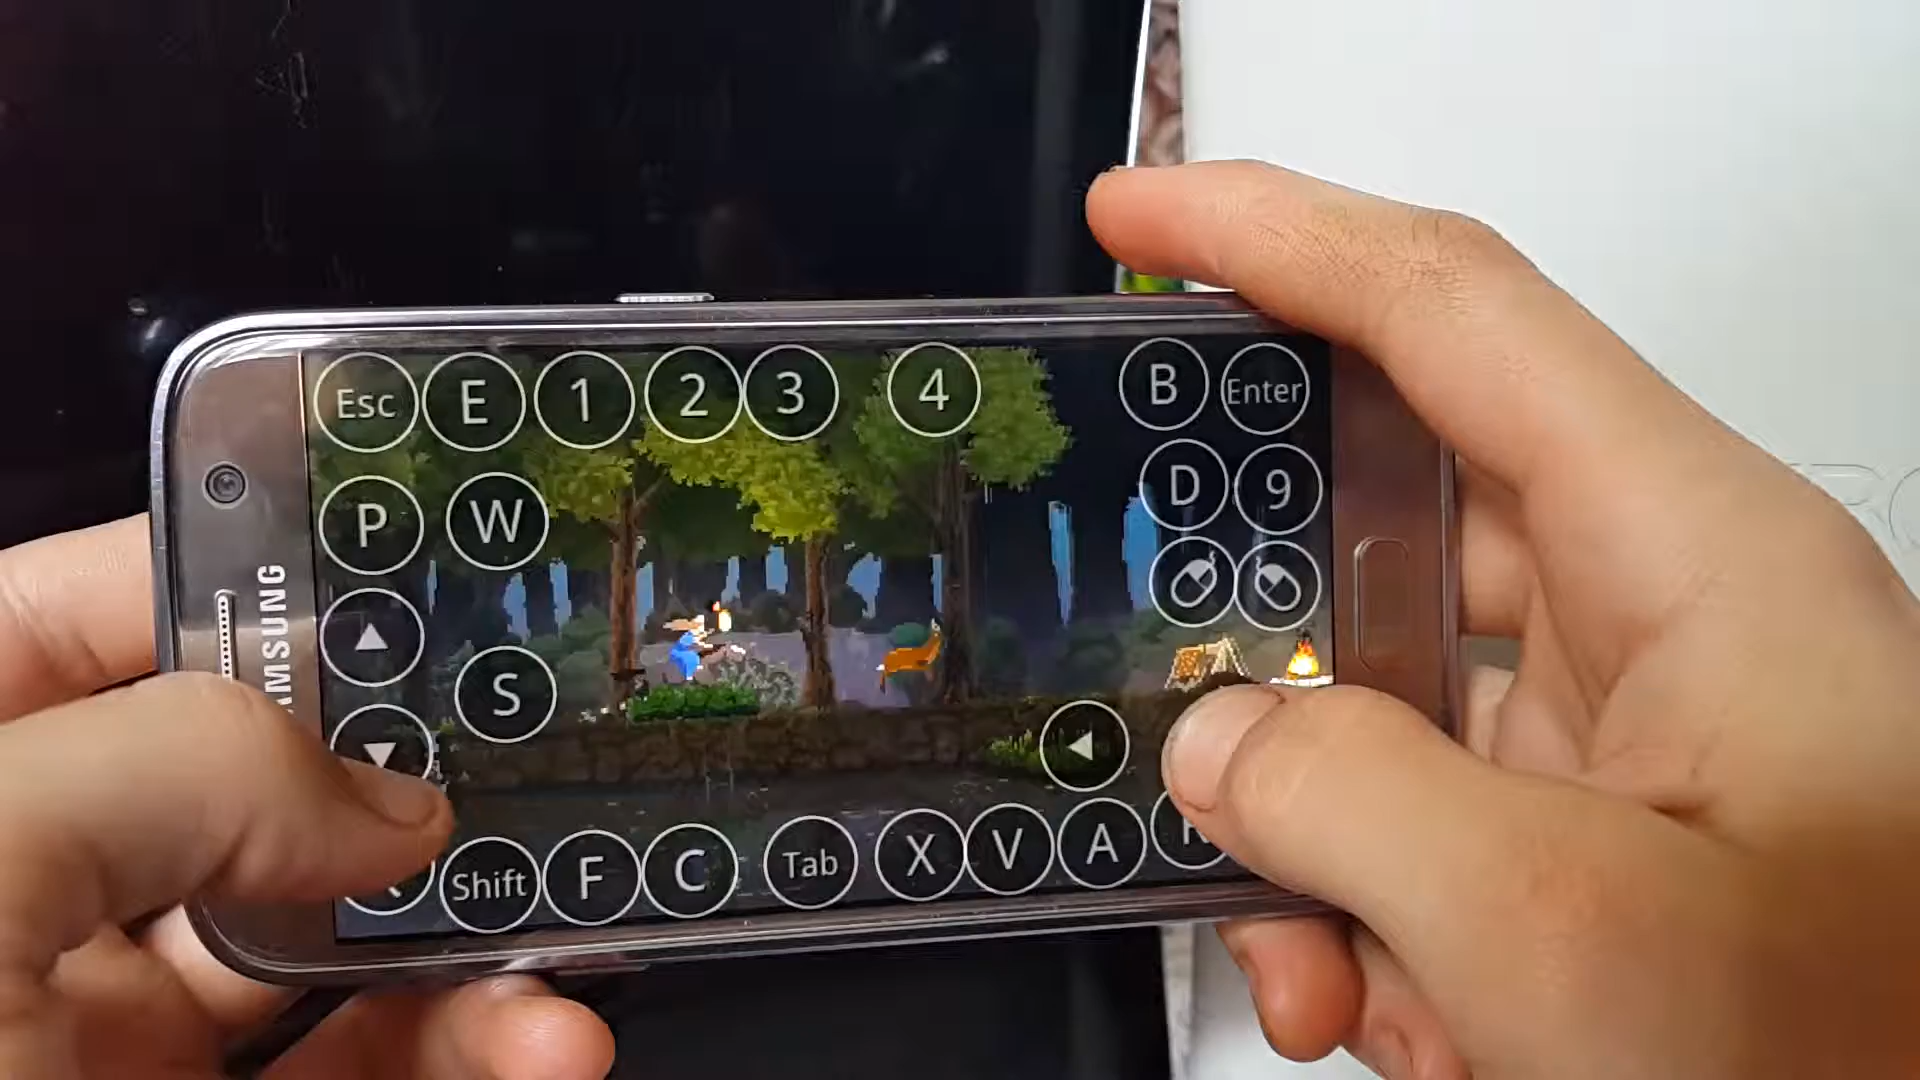 Esc E 1 2 3 4 B Enter
P W D 9
S
Shift F C Tab X V A
SAMSUNG